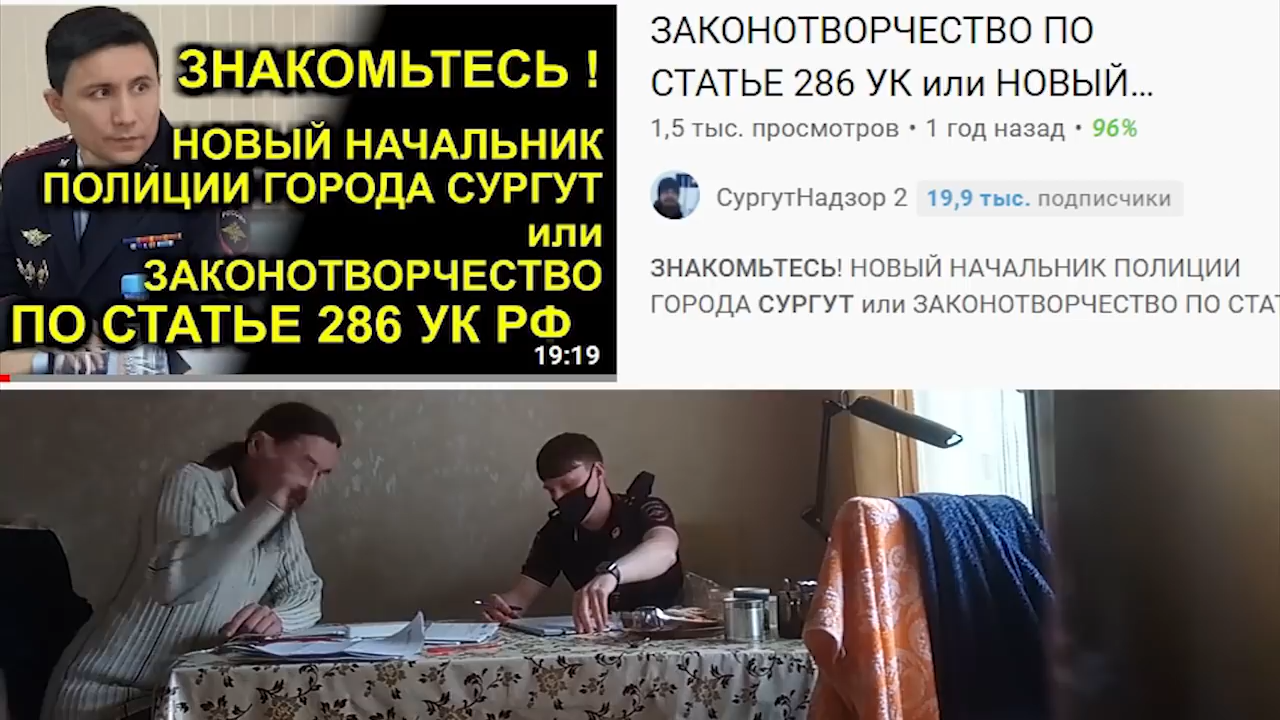 ЗНАКОМЬТЕСЬ !
НОВЫЙ НАЧАЛЬНИК
ПОЛИЦИИ ГОРОДА СУРГУТ
или
ЗАКОНОТВОРЧЕСТВО
ПО СТАТЬЕ 286 УК РФ
19:19
ЗАКОНОТВОРЧЕСТВО ПО
СТАТЬЕ 286 УК или НОВЫЙ...
1,5 тыс. просмотров • 1 год назад • 96%
СургутНадзор 2 19,9 тыс. подписчики
ЗНАКОМЬТЕСЬ! НОВЫЙ НАЧАЛЬНИК ПОЛИЦИИ
ГОРОДА СУРГУТ или ЗАКОНОТВОРЧЕСТВО ПО СТАТ